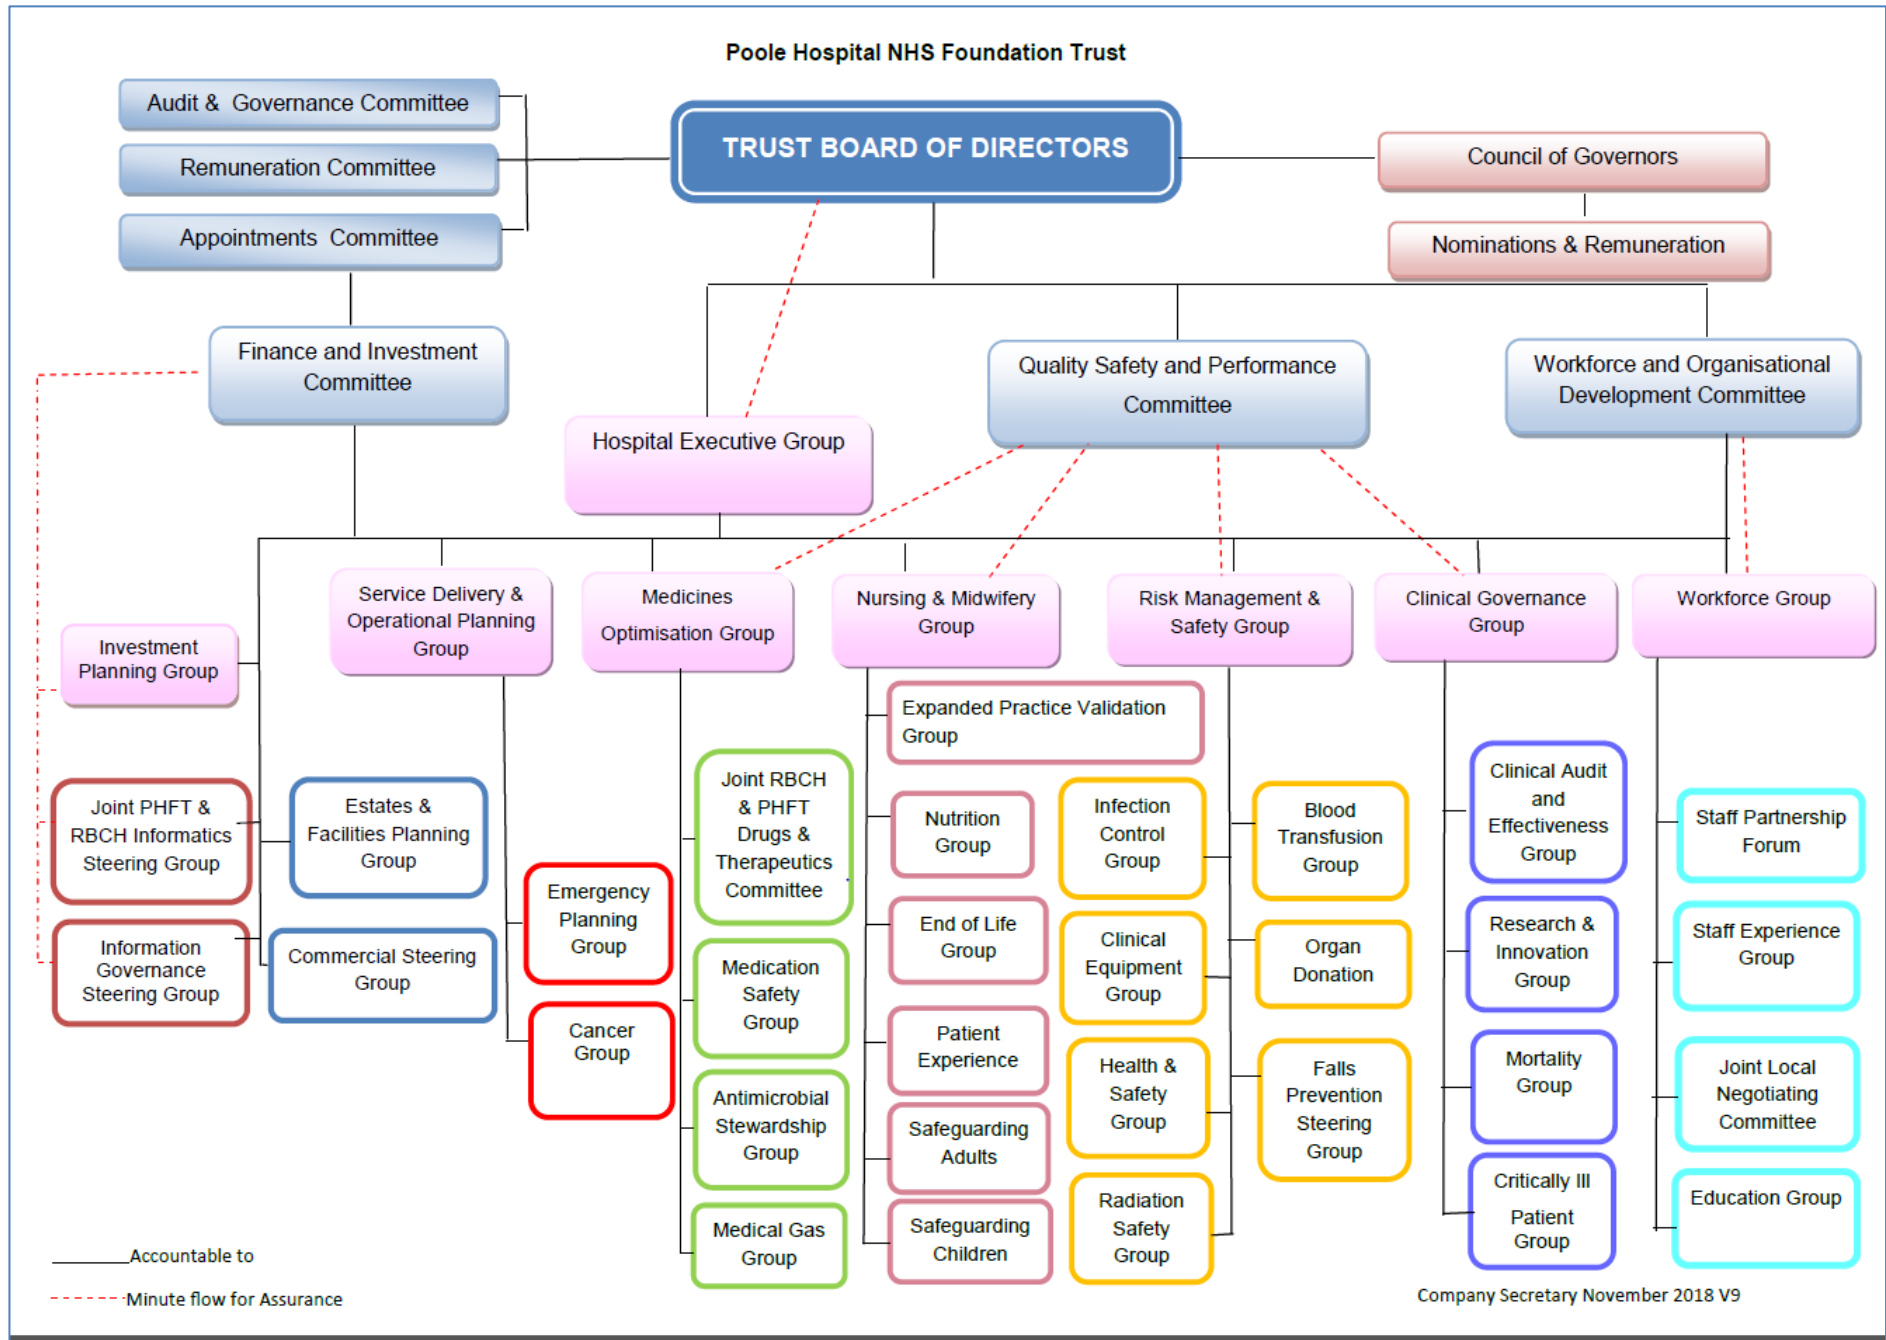 Poole Hospital NHS Foundation Trust
Audit &  Governance Committee
Remuneration Committee
Appointments  Committee
TRUST BOARD OF DIRECTORS
Council of Governors
Nominations & Remuneration
Finance and Investment
Committee
Hospital Executive Group
Quality Safety and Performance
Committee
Workforce and Organisational
Development Committee
Investment
Planning Group
Service Delivery &
Operational Planning
Group
Medicines
Optimisation Group
Nursing & Midwifery
Group
Risk Management &
Safety Group
Clinical Governance
Group
Workforce Group
Joint PHFT &
RBCH Informatics
Steering Group
Information
Governance
Steering Group
Estates &
Facilities Planning
Group
Commercial Steering
Group
Emergency
Planning
Group
Cancer
Group
Joint RBCH
& PHFT
Drugs &
Therapeutics
Committee
Medication
Safety
Group
Antimicrobial
Stewardship
Group
Medical Gas
Group
Expanded Practice Validation
Group
Nutrition
Group
End of Life
Group
Patient
Experience
Safeguarding
Adults
Safeguarding
Children
Infection
Control
Group
Clinical
Equipment
Group
Health &
Safety
Group
Radiation
Safety
Group
Blood
Transfusion
Group
Organ
Donation
Falls
Prevention
Steering
Group
Clinical Audit
and
Effectiveness
Group
Research &
Innovation
Group
Mortality
Group
Critically Ill
Patient
Group
Staff Partnership
Forum
Staff Experience
Group
Joint Local
Negotiating
Committee
Education Group
Accountable to
Minute flow for Assurance
Company Secretary November 2018 V9